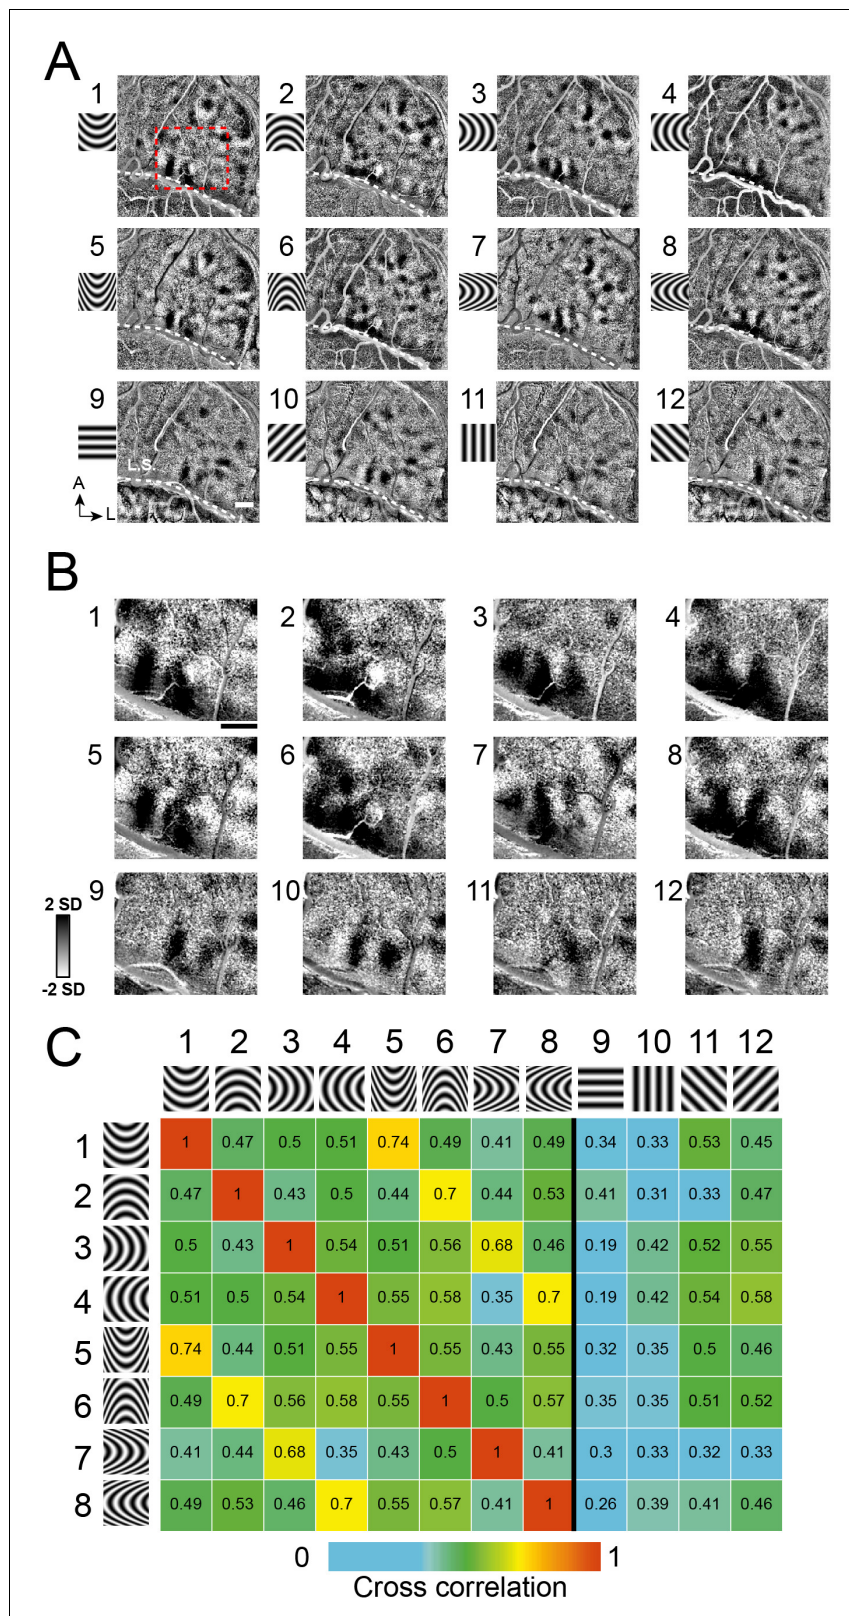 A
1 2 3 4
5 6 7 8
9 10 11 12
L.S.
A
L
B
1 2 3 4
5 6 7 8
9 10 11 12
2 SD
-2 SD
C
1 2 3 4 5 6 7 8 9 10 11 12
1 1 0.47 0.5 0.51 0.74 0.49 0.41 0.49 0.34 0.33 0.53 0.45
2 0.47 1 0.43 0.5 0.44 0.7 0.44 0.53 0.41 0.31 0.33 0.47
3 0.5 0.43 1 0.54 0.51 0.56 0.68 0.46 0.19 0.42 0.52 0.55
4 0.51 0.5 0.54 1 0.55 0.58 0.35 0.7 0.19 0.42 0.54 0.58
5 0.74 0.44 0.51 0.55 1 0.55 0.43 0.55 0.32 0.35 0.5 0.46
6 0.49 0.7 0.56 0.58 0.55 1 0.5 0.57 0.35 0.35 0.51 0.52
7 0.41 0.44 0.68 0.35 0.43 0.5 1 0.41 0.3 0.33 0.32 0.33
8 0.49 0.53 0.46 0.7 0.55 0.57 0.41 1 0.26 0.39 0.41 0.46
0 1
Cross correlation